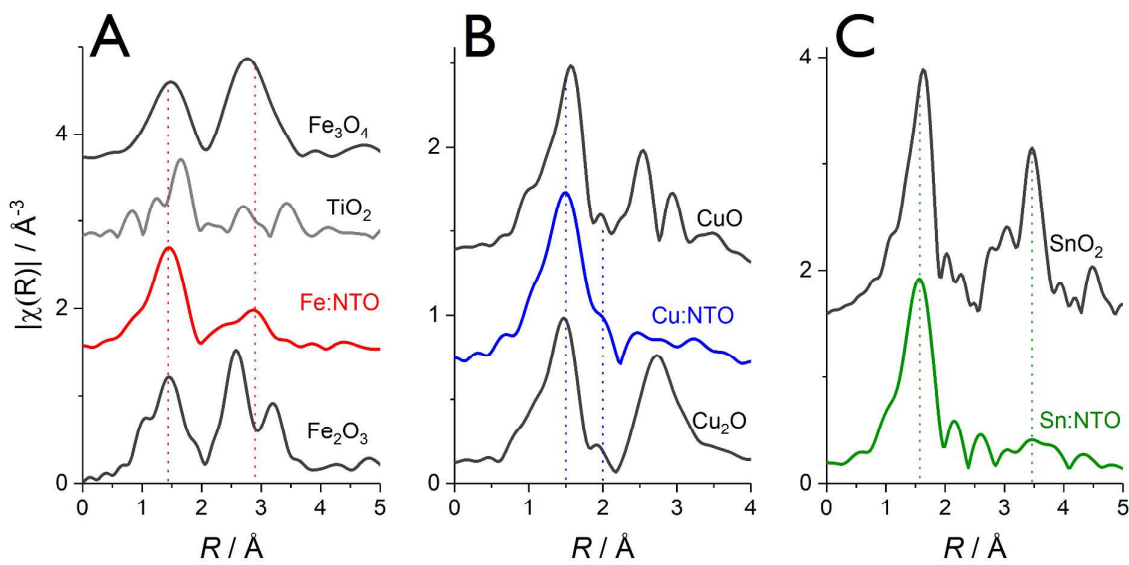 A
B
C
|χ(R)| / Å⁻³
4
2
0
Fe₃O₄
TiO₂
Fe:NTO
Fe₂O₃
0 1 2 3 4 5
R / Å
2
1
0
CuO
Cu:NTO
Cu₂O
0 1 2 3 4
R / Å
4
2
0
SnO₂
Sn:NTO
0 1 2 3 4 5
R / Å